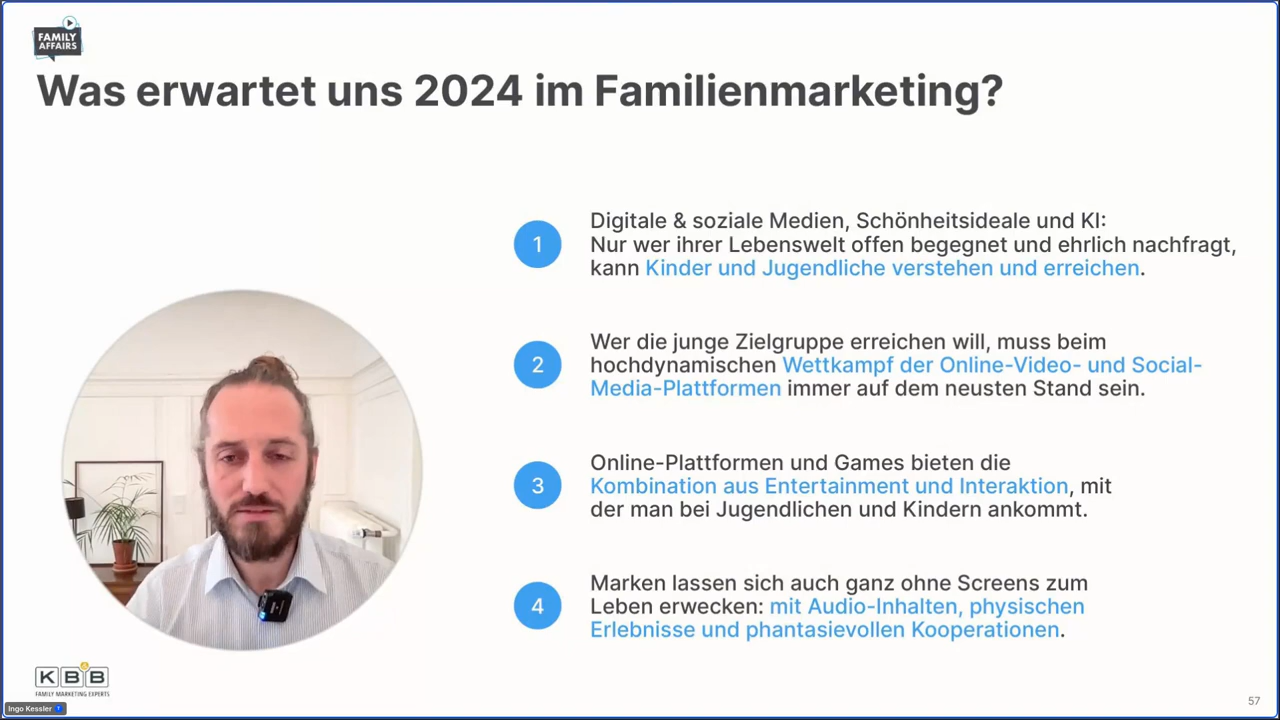 FAMILY
AFFAIRS
Was erwartet uns 2024 im Familienmarketing?
1
Digitale & soziale Medien, Schönheitsideale und KI:
Nur wer ihrer Lebenswelt offen begegnet und ehrlich nachfragt,
kann Kinder und Jugendliche verstehen und erreichen.
2
Wer die junge Zielgruppe erreichen will, muss beim
hochdynamischen Wettkampf der Online-Video- und Social-
Media-Plattformen immer auf dem neusten Stand sein.
3
Online-Plattformen und Games bieten die
Kombination aus Entertainment und Interaktion, mit
der man bei Jugendlichen und Kindern ankommt.
4
Marken lassen sich auch ganz ohne Screens zum
Leben erwecken: mit Audio-Inhalten, physischen
Erlebnisse und phantasievollen Kooperationen.
KB&B
FAMILY MARKETING EXPERTS
Ingo Kessler
57